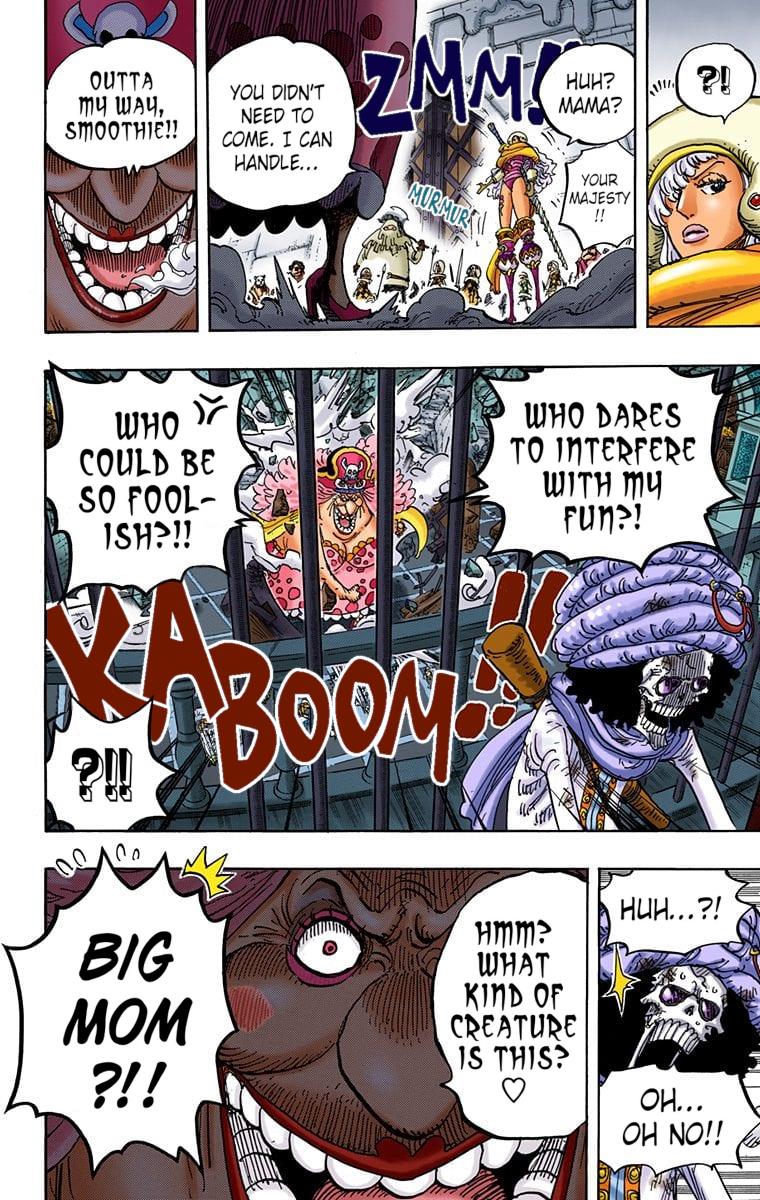 OUTTA
MY WAY,
SMOOTHIE!!
YOU DIDN'T
NEED TO
COME. I CAN
HANDLE...
ZMM!!
HUH?
MAMA?
YOUR
MAJESTY
!!
MURMUR
?!
WHO
COULD BE
SO FOOL-
ISH?!!
WHO DARES
TO INTERFERE
WITH MY
FUN?!
KABOOM!!
?!!
BIG
MOM
?!!
HMM?
WHAT
KIND OF
CREATURE
IS THIS?
♡
HUH...?!
OH...
OH NO!!